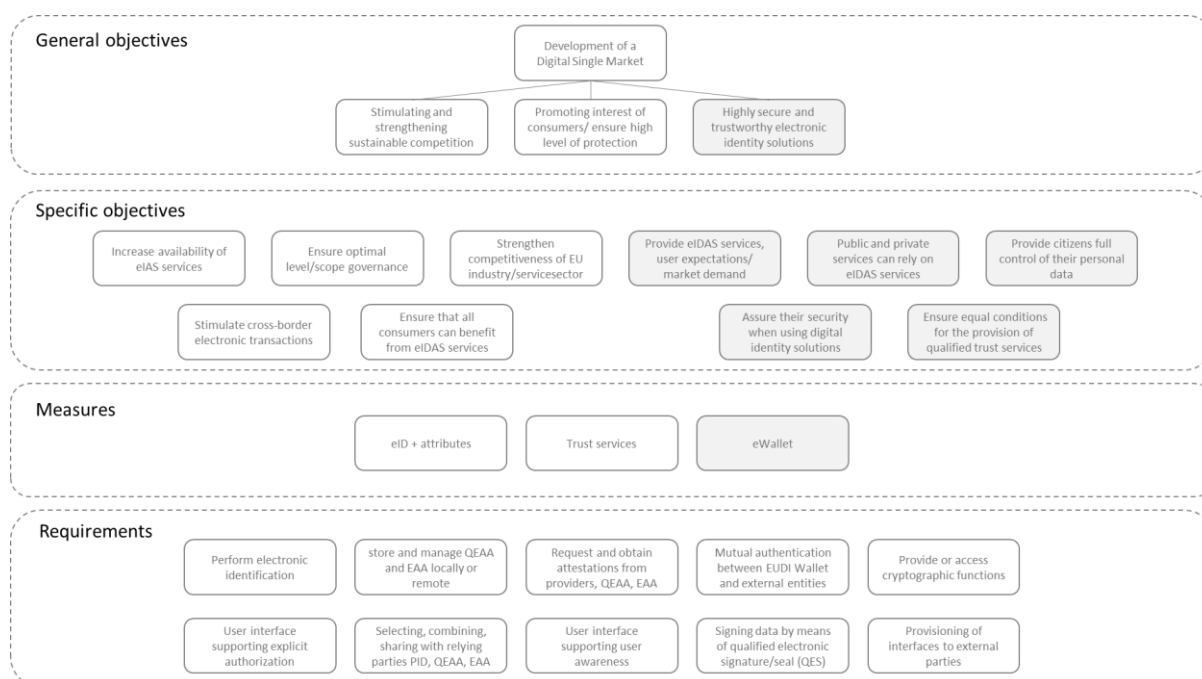 General objectives
Development of a
Digital Single Market
Stimulating and
strengthening
sustainable competition
Promoting interest of
consumers/ ensure high
level of protection
Highly secure and
trustworthy electronic
identity solutions
Specific objectives
Increase availability of
eIAS services
Ensure optimal
level/scope governance
Strengthen
competitiveness of EU
industry/servicesector
Provide eIDAS services,
user expectations/
market demand
Public and private
services can rely on
eIDAS services
Provide citizens full
control of their personal
data
Stimulate cross-border
electronic transactions
Ensure that all
consumers can benefit
from eIDAS services
Assure their security
when using digital
identity solutions
Ensure equal conditions
for the provision of
qualified trust services
Measures
eID + attributes
Trust services
eWallet
Requirements
Perform electronic
identification
store and manage QEAA
and EAA locally or
remote
Request and obtain
attestations from
providers, QEAA, EAA
Mutual authentication
between EUDI Wallet
and external entities
Provide or access
cryptographic functions
User interface
supporting explicit
authorization
Selecting, combining,
sharing with relying
parties PID, QEAA, EAA
User interface
supporting user
awareness
Signing data by means
of qualified electronic
signature/seal (QES)
Provisioning of
interfaces to external
parties